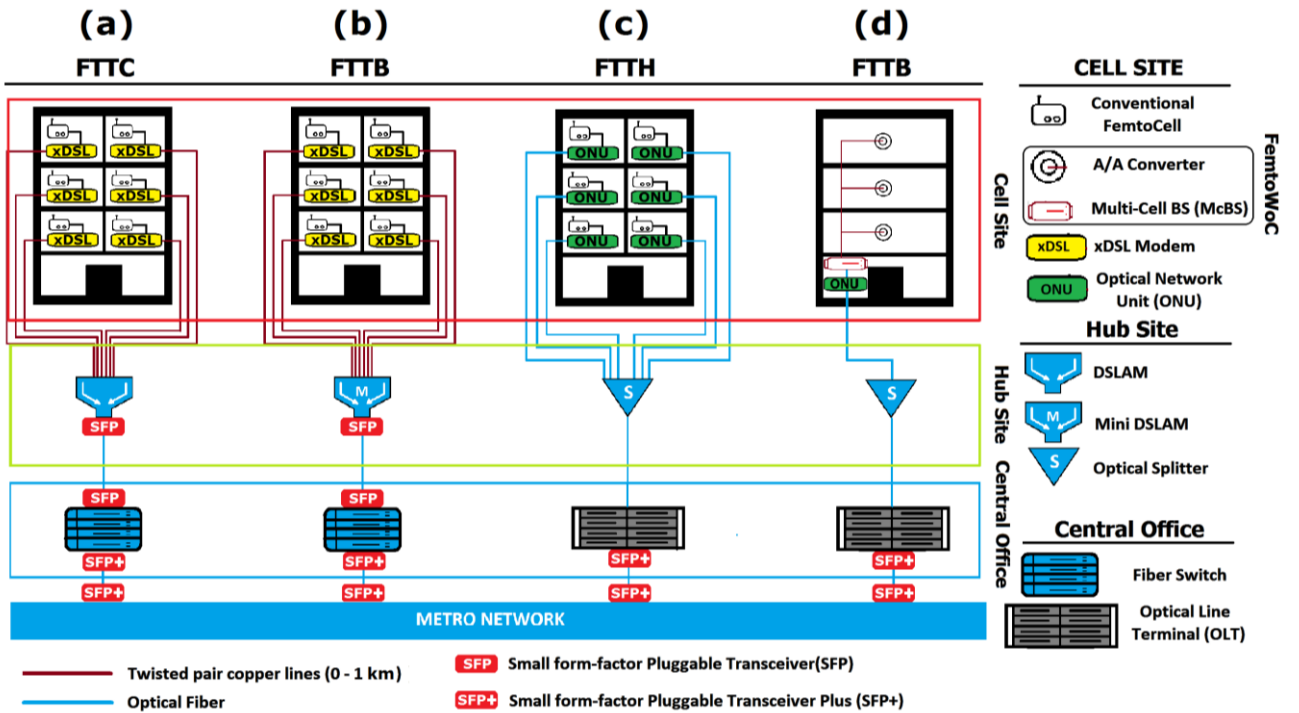 (a) (b) (c) (d)
FTTC FTTB FTTH FTTB
xDSL xDSL xDSL xDSL ONU ONU
xDSL xDSL xDSL xDSL ONU ONU
xDSL xDSL xDSL xDSL ONU ONU
ONU
M S S
SFP SFP
SFP SFP
SFP+ SFP+ SFP+ SFP+
SFP+ SFP+ SFP+ SFP+
METRO NETWORK
Cell Site
Hub Site
Central Office
CELL SITE
Conventional
FemtoCell
A/A Converter
Multi-Cell BS (McBS)
FemtoWoC
xDSL xDSL Modem
ONU Optical Network
Unit (ONU)
Hub Site
DSLAM
M Mini DSLAM
S Optical Splitter
Central Office
Fiber Switch
Optical Line
Terminal (OLT)
Twisted pair copper lines (0 - 1 km)
Optical Fiber
SFP Small form-factor Pluggable Transceiver(SFP)
SFP+ Small form-factor Pluggable Transceiver Plus (SFP+)